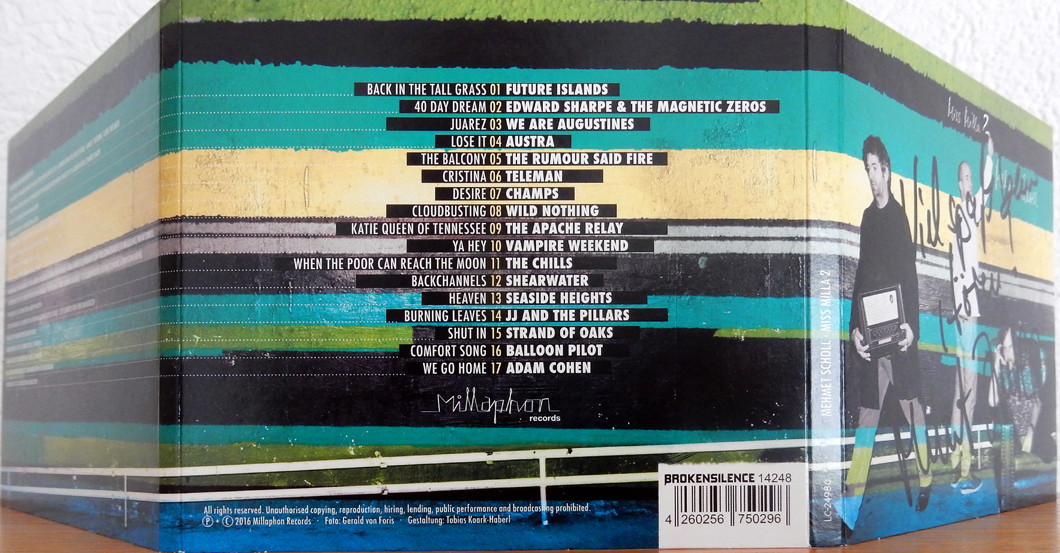 BACK IN THE TALL GRASS 01 FUTURE ISLANDS
40 DAY DREAM 02 EDWARD SHARPE & THE MAGNETIC ZEROS
JUAREZ 03 WE ARE AUGUSTINES
LOSE IT 04 AUSTRA
THE BALCONY 05 THE RUMOUR SAID FIRE
CRISTINA 06 TELEMAN
DESIRE 07 CHAMPS
CLOUDBUSTING 08 WILD NOTHING
KATIE QUEEN OF TENNESSEE 09 THE APACHE RELAY
YA HEY 10 VAMPIRE WEEKEND
WHEN THE POOR CAN REACH THE MOON 11 THE CHILLS
BACKCHANNELS 12 SHEARWATER
HEAVEN 13 SEASIDE HEIGHTS
BURNING LEAVES 14 JJ AND THE PILLARS
SHUT IN 15 STRAND OF OAKS
COMFORT SONG 16 BALLOON PILOT
WE GO HOME 17 ADAM COHEN
Millaphon
records
All rights reserved. Unauthorised copying, reproduction, hiring, lending, public performance and broadcasting prohibited.
Ⓟ + Ⓒ 2016 Millaphon Records · Foto: Gerald von Foris · Gestaltung: Tobias Kaark-Haberl
BROKENSILENCE 14248
4 260256 750296
MEHMET SCHOLL MISS MILLA 2
LC-24989
Miss Milla 2
Viel